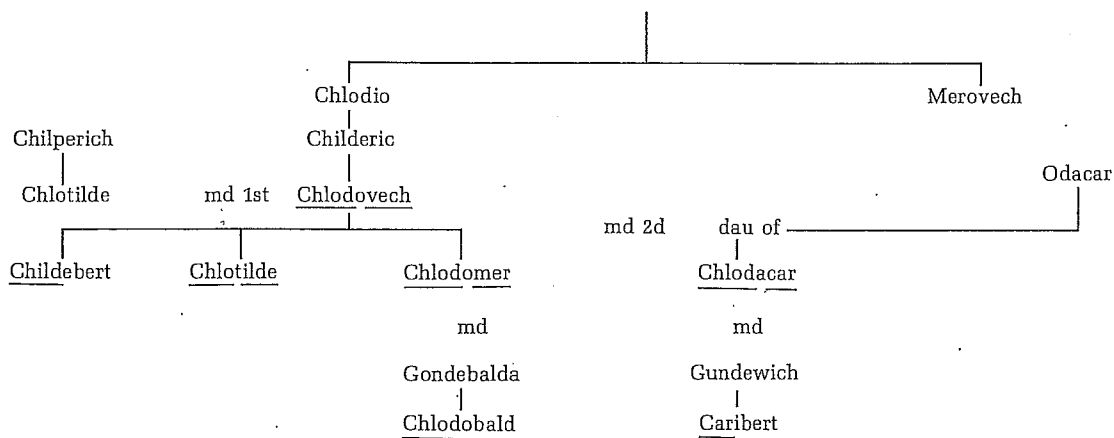 Chlodio Merovech
Chilperich Childeric
Odacar
Chlotilde md 1st Chlodovech
md 2d dau of
Childebert Chlotilde Chlodomer Chlodacar
md md
Gondebalda Gundewich
Chlodobald Caribert